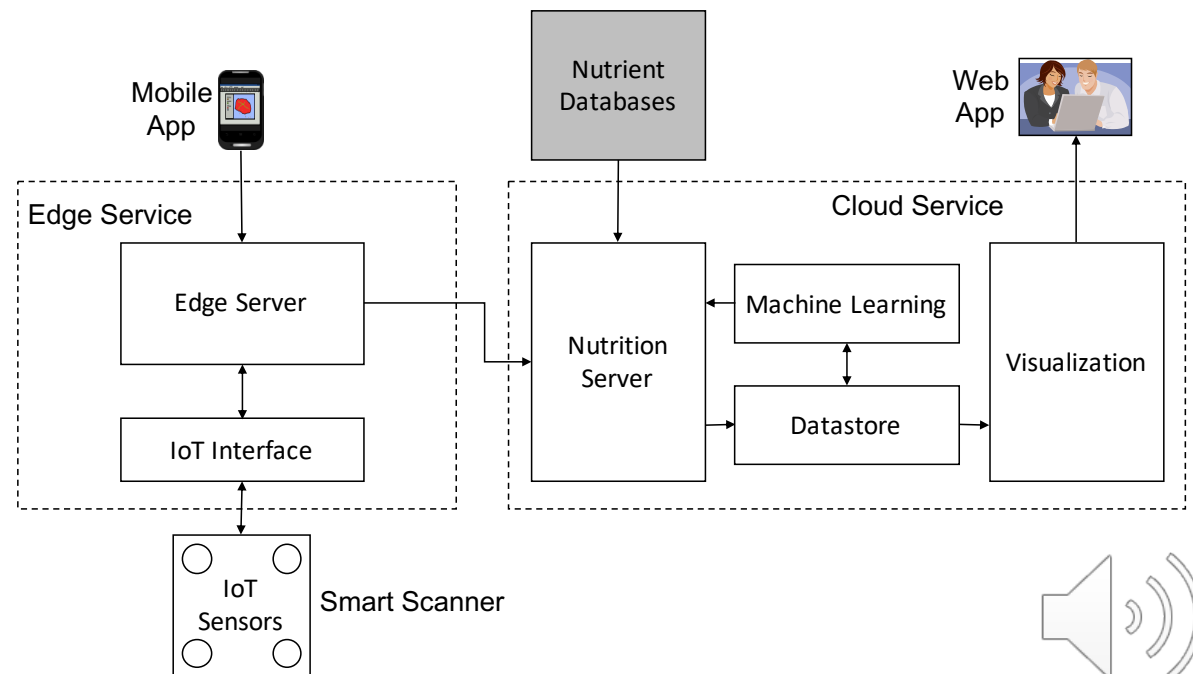 Mobile
App
Nutrient
Databases
Web
App
Edge Service
Cloud Service
Edge Server
Machine Learning
Nutrition
Server
Visualization
Datastore
IoT Interface
IoT
Sensors
Smart Scanner